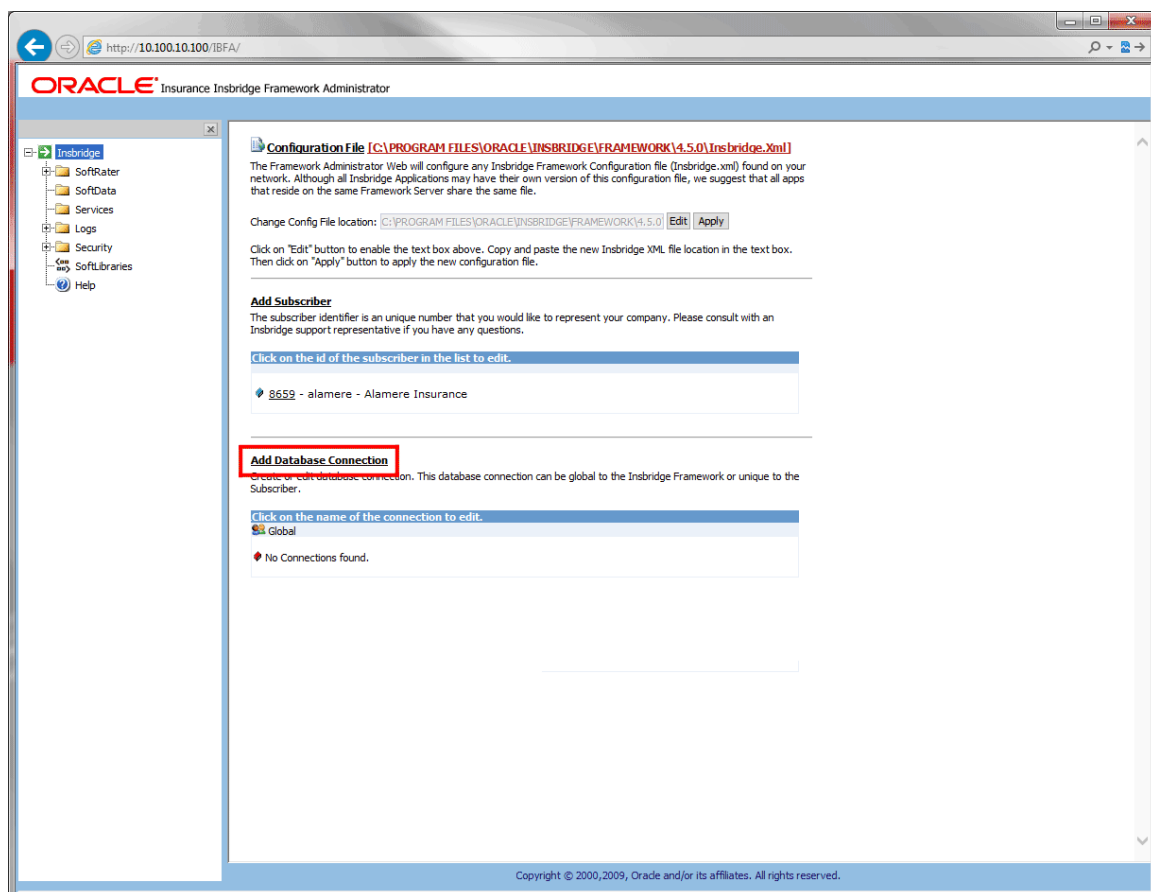 http://10.100.10.100/IBFA/
ORACLE Insurance Insbridge Framework Administrator
Insbridge
SoftRater
SoftData
Services
Logs
Security
SoftLibraries
Help
Configuration File [C:\PROGRAM FILES\ORACLE\INSBRIDGE\FRAMEWORK\4.5.0\Insbridge.Xml]
The Framework Administrator Web will configure any Insbridge Framework Configuration file (Insbridge.xml) found on your
network. Although all Insbridge Applications may have their own version of this configuration file, we suggest that all apps
that reside on the same Framework Server share the same file.
Change Config File location: C:\PROGRAM FILES\ORACLE\INSBRIDGE\FRAMEWORK\4.5.0 Edit Apply
Click on "Edit" button to enable the text box above. Copy and paste the new Insbridge XML file location in the text box.
Then click on "Apply" button to apply the new configuration file.
Add Subscriber
The subscriber identifier is an unique number that you would like to represent your company. Please consult with an
Insbridge support representative if you have any questions.
Click on the id of the subscriber in the list to edit.
8659 - alamere - Alamere Insurance
Add Database Connection
Create or edit database connection. This database connection can be global to the Insbridge Framework or unique to the
Subscriber.
Click on the name of the connection to edit.
Global
No Connections found.
Copyright © 2000,2009, Oracle and/or its affiliates. All rights reserved.